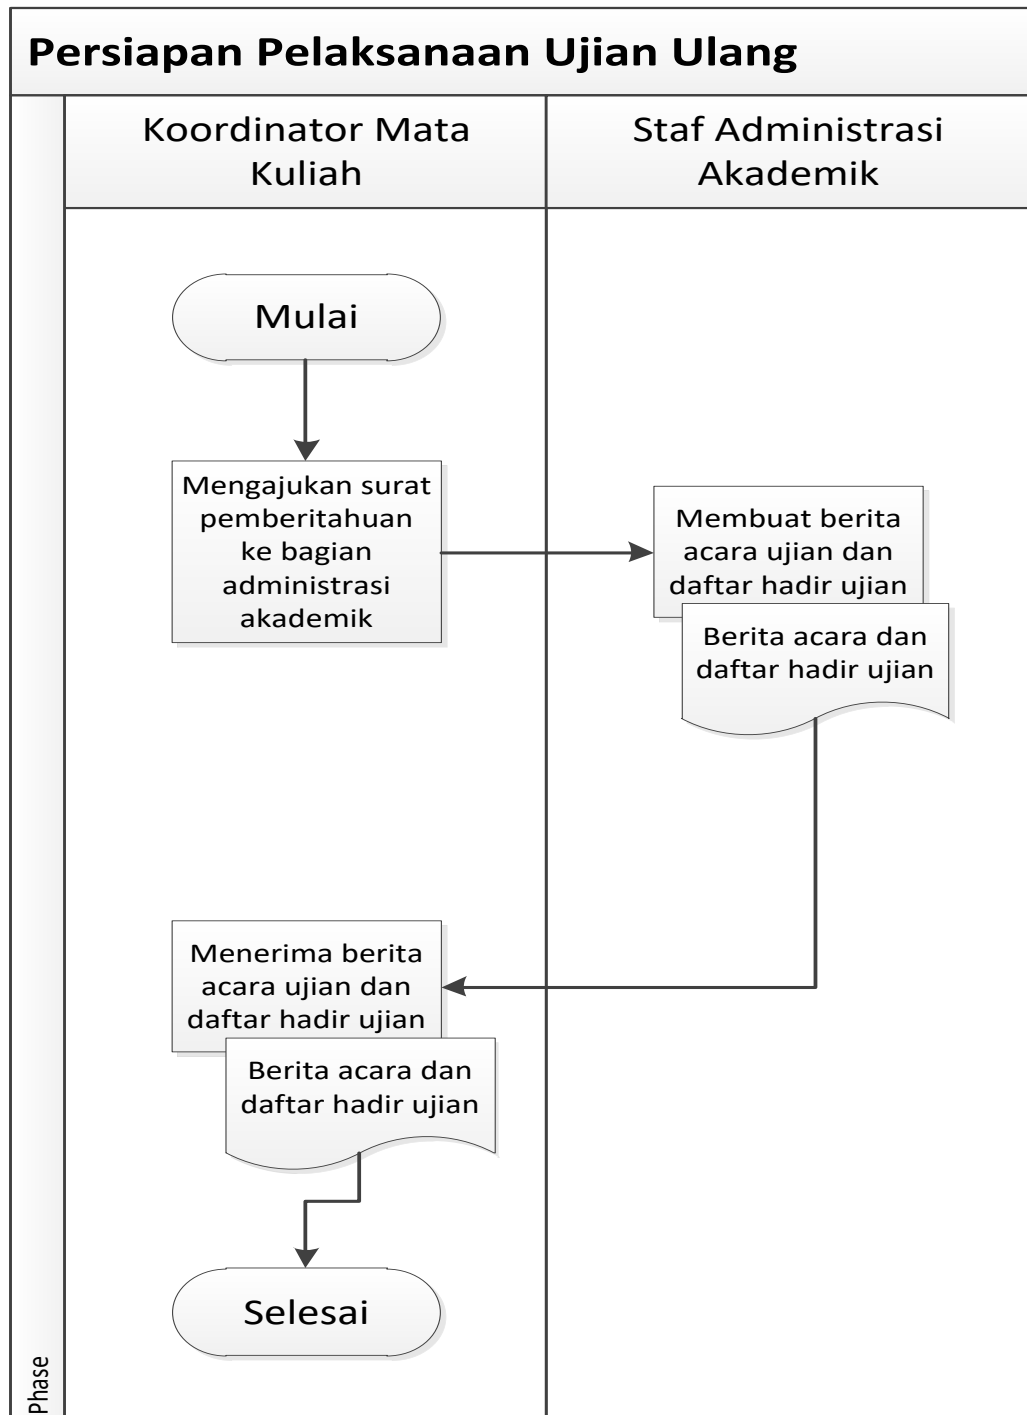 Persiapan Pelaksanaan Ujian Ulang
Koordinator Mata
Kuliah
Staf Administrasi
Akademik
Mulai
Mengajukan surat
pemberitahuan
ke bagian
administrasi
akademik
Membuat berita
acara ujian dan
daftar hadir ujian
Berita acara dan
daftar hadir ujian
Menerima berita
acara ujian dan
daftar hadir ujian
Berita acara dan
daftar hadir ujian
Selesai
Phase